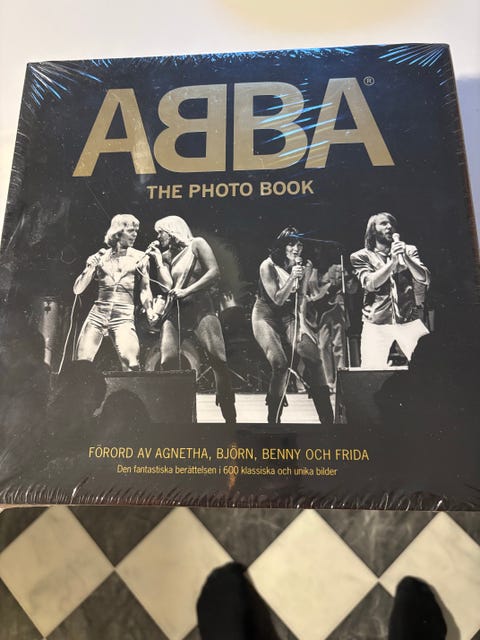 ABBA®
THE PHOTO BOOK
FÖRORD AV AGNETHA, BJÖRN, BENNY OCH FRIDA
Den fantastiska berättelsen i 600 klassiska och unika bilder